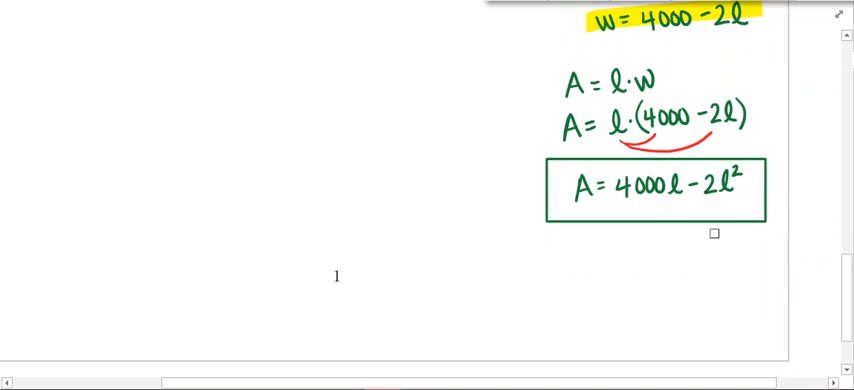 w = 4000 - 2l
A = l·w
A = l·(4000 - 2l)
A = 4000l - 2l²
1